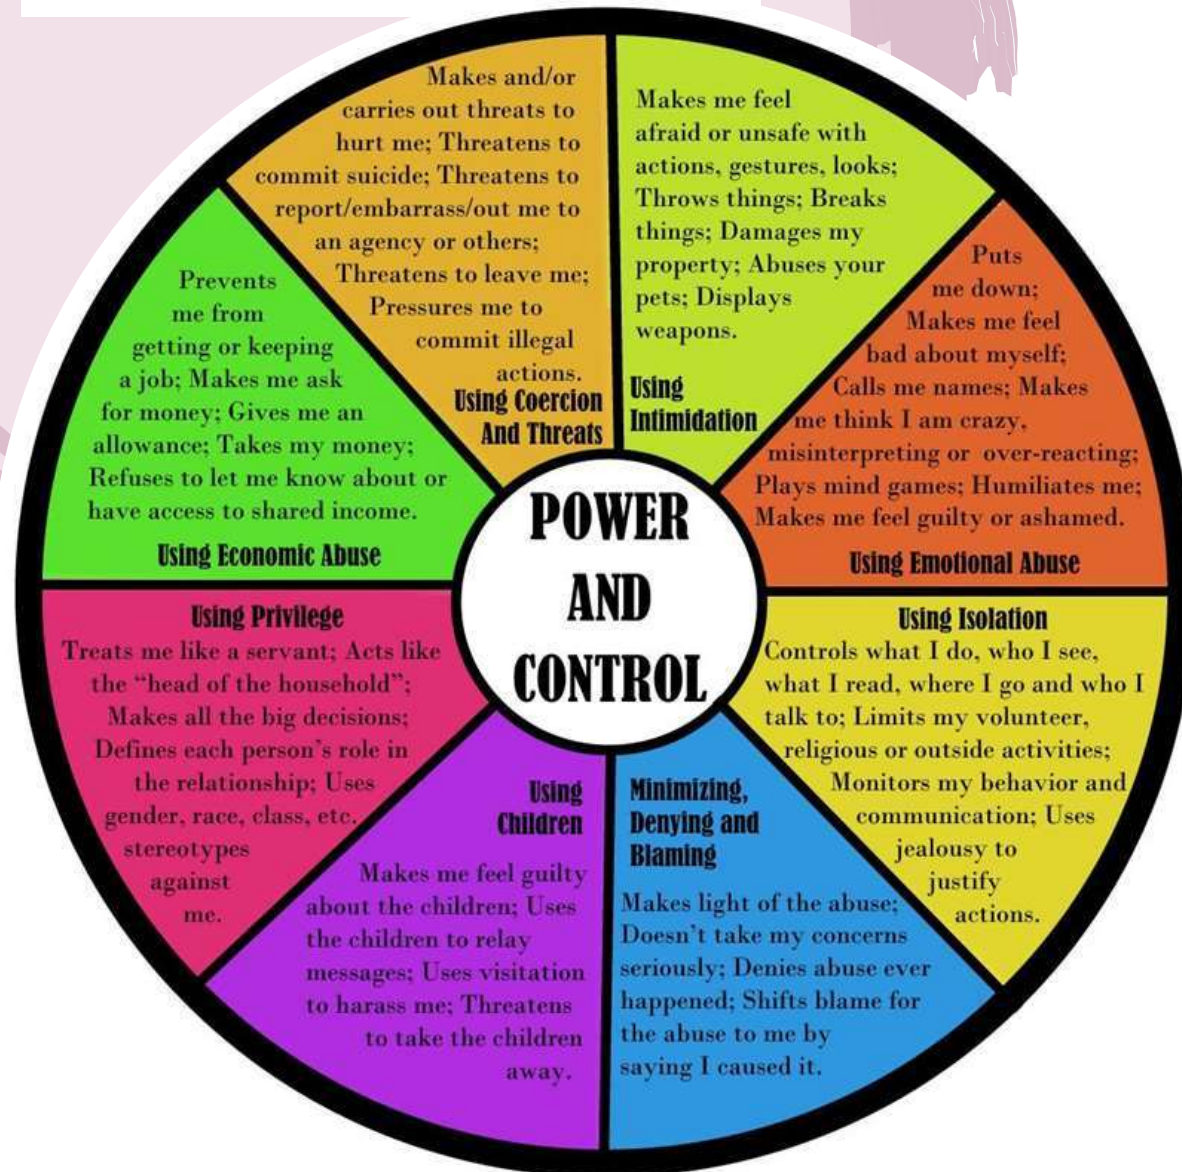 Makes and/or
carries out threats to
hurt me; Threatens to
commit suicide; Threatens to
report/embarrass/out me to
an agency or others;
Threatens to leave me;
Pressures me to
commit illegal
actions.
Using Coercion
And Threats
Makes me feel
afraid or unsafe with
actions, gestures, looks;
Throws things; Breaks
things; Damages my
property; Abuses your
pets; Displays
weapons.
Using
Intimidation
Puts
me down;
Makes me feel
bad about myself;
Calls me names; Makes
me think I am crazy,
misinterpreting or over-reacting;
Plays mind games; Humiliates me;
Makes me feel guilty or ashamed.
Using Emotional Abuse
Using Isolation
Controls what I do, who I see,
what I read, where I go and who I
talk to; Limits my volunteer,
religious or outside activities;
Monitors my behavior and
communication; Uses
jealousy to
justify
actions.
Minimizing,
Denying and
Blaming
Makes light of the abuse;
Doesn't take my concerns
seriously; Denies abuse ever
happened; Shifts blame for
the abuse to me by
saying I caused it.
Using
Children
Makes me feel guilty
about the children; Uses
the children to relay
messages; Uses visitation
to harass me; Threatens
to take the children
away.
Using Privilege
Treats me like a servant; Acts like
the “head of the household”;
Makes all the big decisions;
Defines each person's role in
the relationship; Uses
gender, race, class, etc.
stereotypes
against
me.
Prevents
me from
getting or keeping
a job; Makes me ask
for money; Gives me an
allowance; Takes my money;
Refuses to let me know about or
have access to shared income.
Using Economic Abuse
POWER
AND
CONTROL